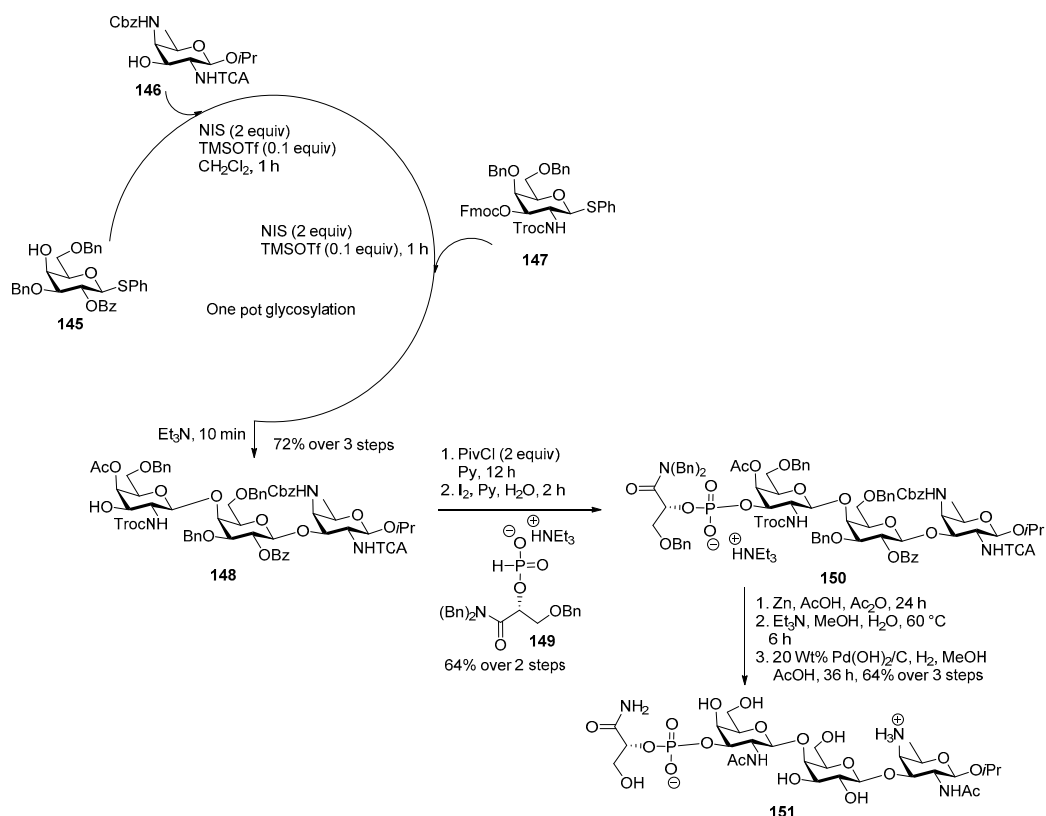 CbzHN
O
HO
OiPr
NHTCA
146
NIS (2 equiv)
TMSOTf (0.1 equiv)
CH2Cl2, 1 h
BnO
OBn
O
FmocO
SPh
TrocNH
147
NIS (2 equiv)
TMSOTf (0.1 equiv), 1 h
HO
OBn
O
BnO
SPh
OBz
145
One pot glycosylation
Et3N, 10 min
72% over 3 steps
AcO
OBn
O
HO
TrocNH
O
OBn
O
BnO
OBz
O
CbzHN
O
OiPr
NHTCA
148
1. PivCl (2 equiv)
Py, 12 h
2. I2, Py, H2O, 2 h
⊖
O
⊕
HNEt3
H
P
O
O
(Bn)2N
O
OBn
149
64% over 2 steps
N(Bn)2
O
O
OBn
O
P
O
⊖
O
⊕
HNEt3
AcO
OBn
O
TrocNH
O
OBn
O
BnO
OBz
O
CbzHN
O
OiPr
NHTCA
150
1. Zn, AcOH, Ac2O, 24 h
2. Et3N, MeOH, H2O, 60 °C
6 h
3. 20 Wt% Pd(OH)2/C, H2, MeOH
AcOH, 36 h, 64% over 3 steps
NH2
O
O
OH
O
P
O
⊖
O
HO
OH
O
AcNH
O
OH
O
HO
OH
O
⊕
H3N
O
OiPr
NHAc
151